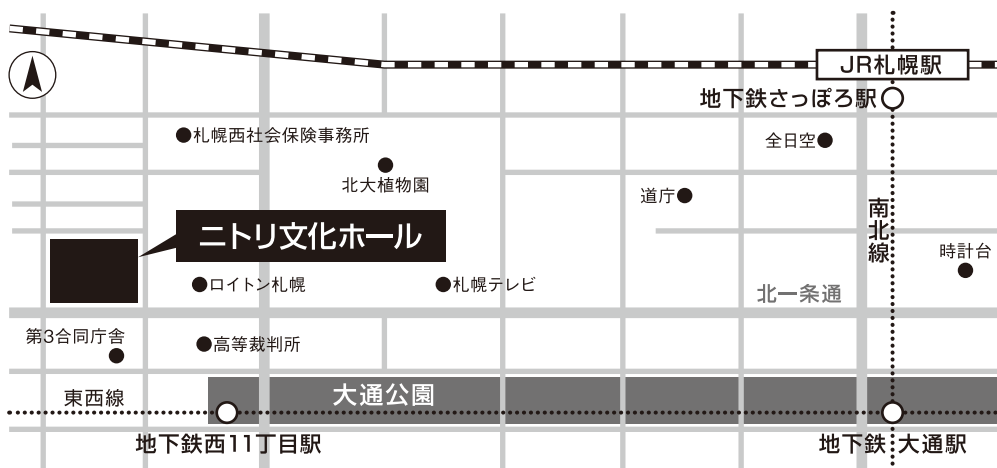 JR札幌駅
地下鉄さっぽろ駅
札幌西社会保険事務所
全日空
北大植物園
道庁
南北線
ニトリ文化ホール
時計台
ロイトン札幌
札幌テレビ
北一条通
第3合同庁舎
高等裁判所
大通公園
東西線
地下鉄西11丁目駅
地下鉄 大通駅